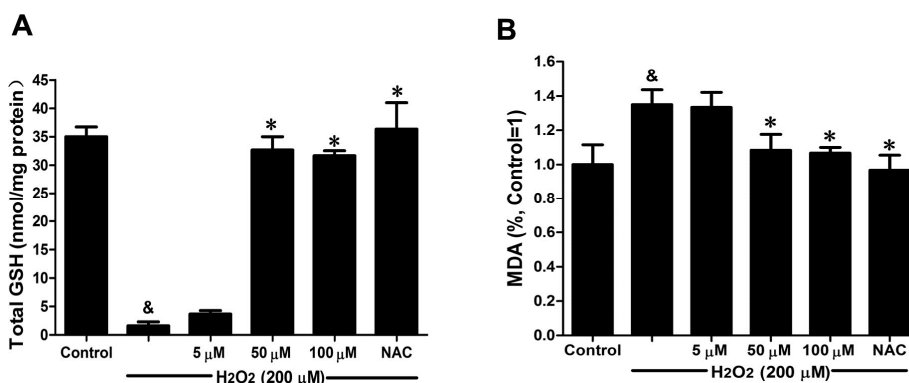 A
Total GSH (nmol/mg protein)
45
40
35
30
25
20
15
10
5
0
&
*
*
*
Control
5 μM
50 μM
100 μM
NAC
H2O2 (200 μM)
B
MDA (%, Control=1)
1.6
1.4
1.2
1.0
0.8
0.6
0.4
0.2
0.0
&
*
*
*
Control
5 μM
50 μM
100 μM
NAC
H2O2 (200 μM)